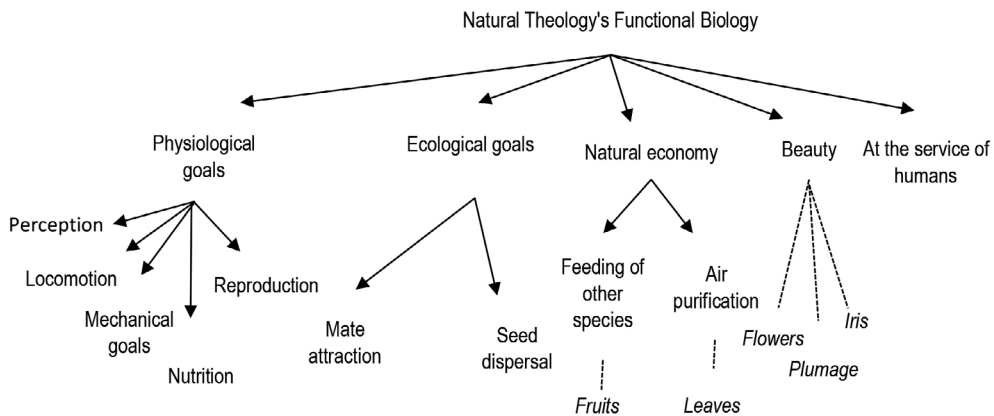 Natural Theology's Functional Biology
Physiological
goals
Ecological goals
Natural economy
Beauty
At the service of
humans
Perception
Locomotion
Mechanical
goals
Nutrition
Reproduction
Mate
attraction
Seed
dispersal
Feeding of
other
species
Air
purification
Fruits
Leaves
Flowers
Plumage
Iris